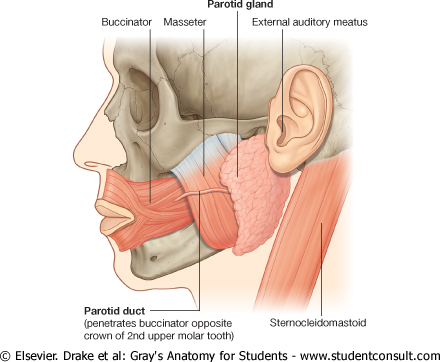 Parotid gland
Buccinator Masseter External auditory meatus
Parotid duct
(penetrates buccinator opposite
crown of 2nd upper molar tooth)
Sternocleidomastoid
© Elsevier. Drake et al: Gray's Anatomy for Students - www.studentconsult.com